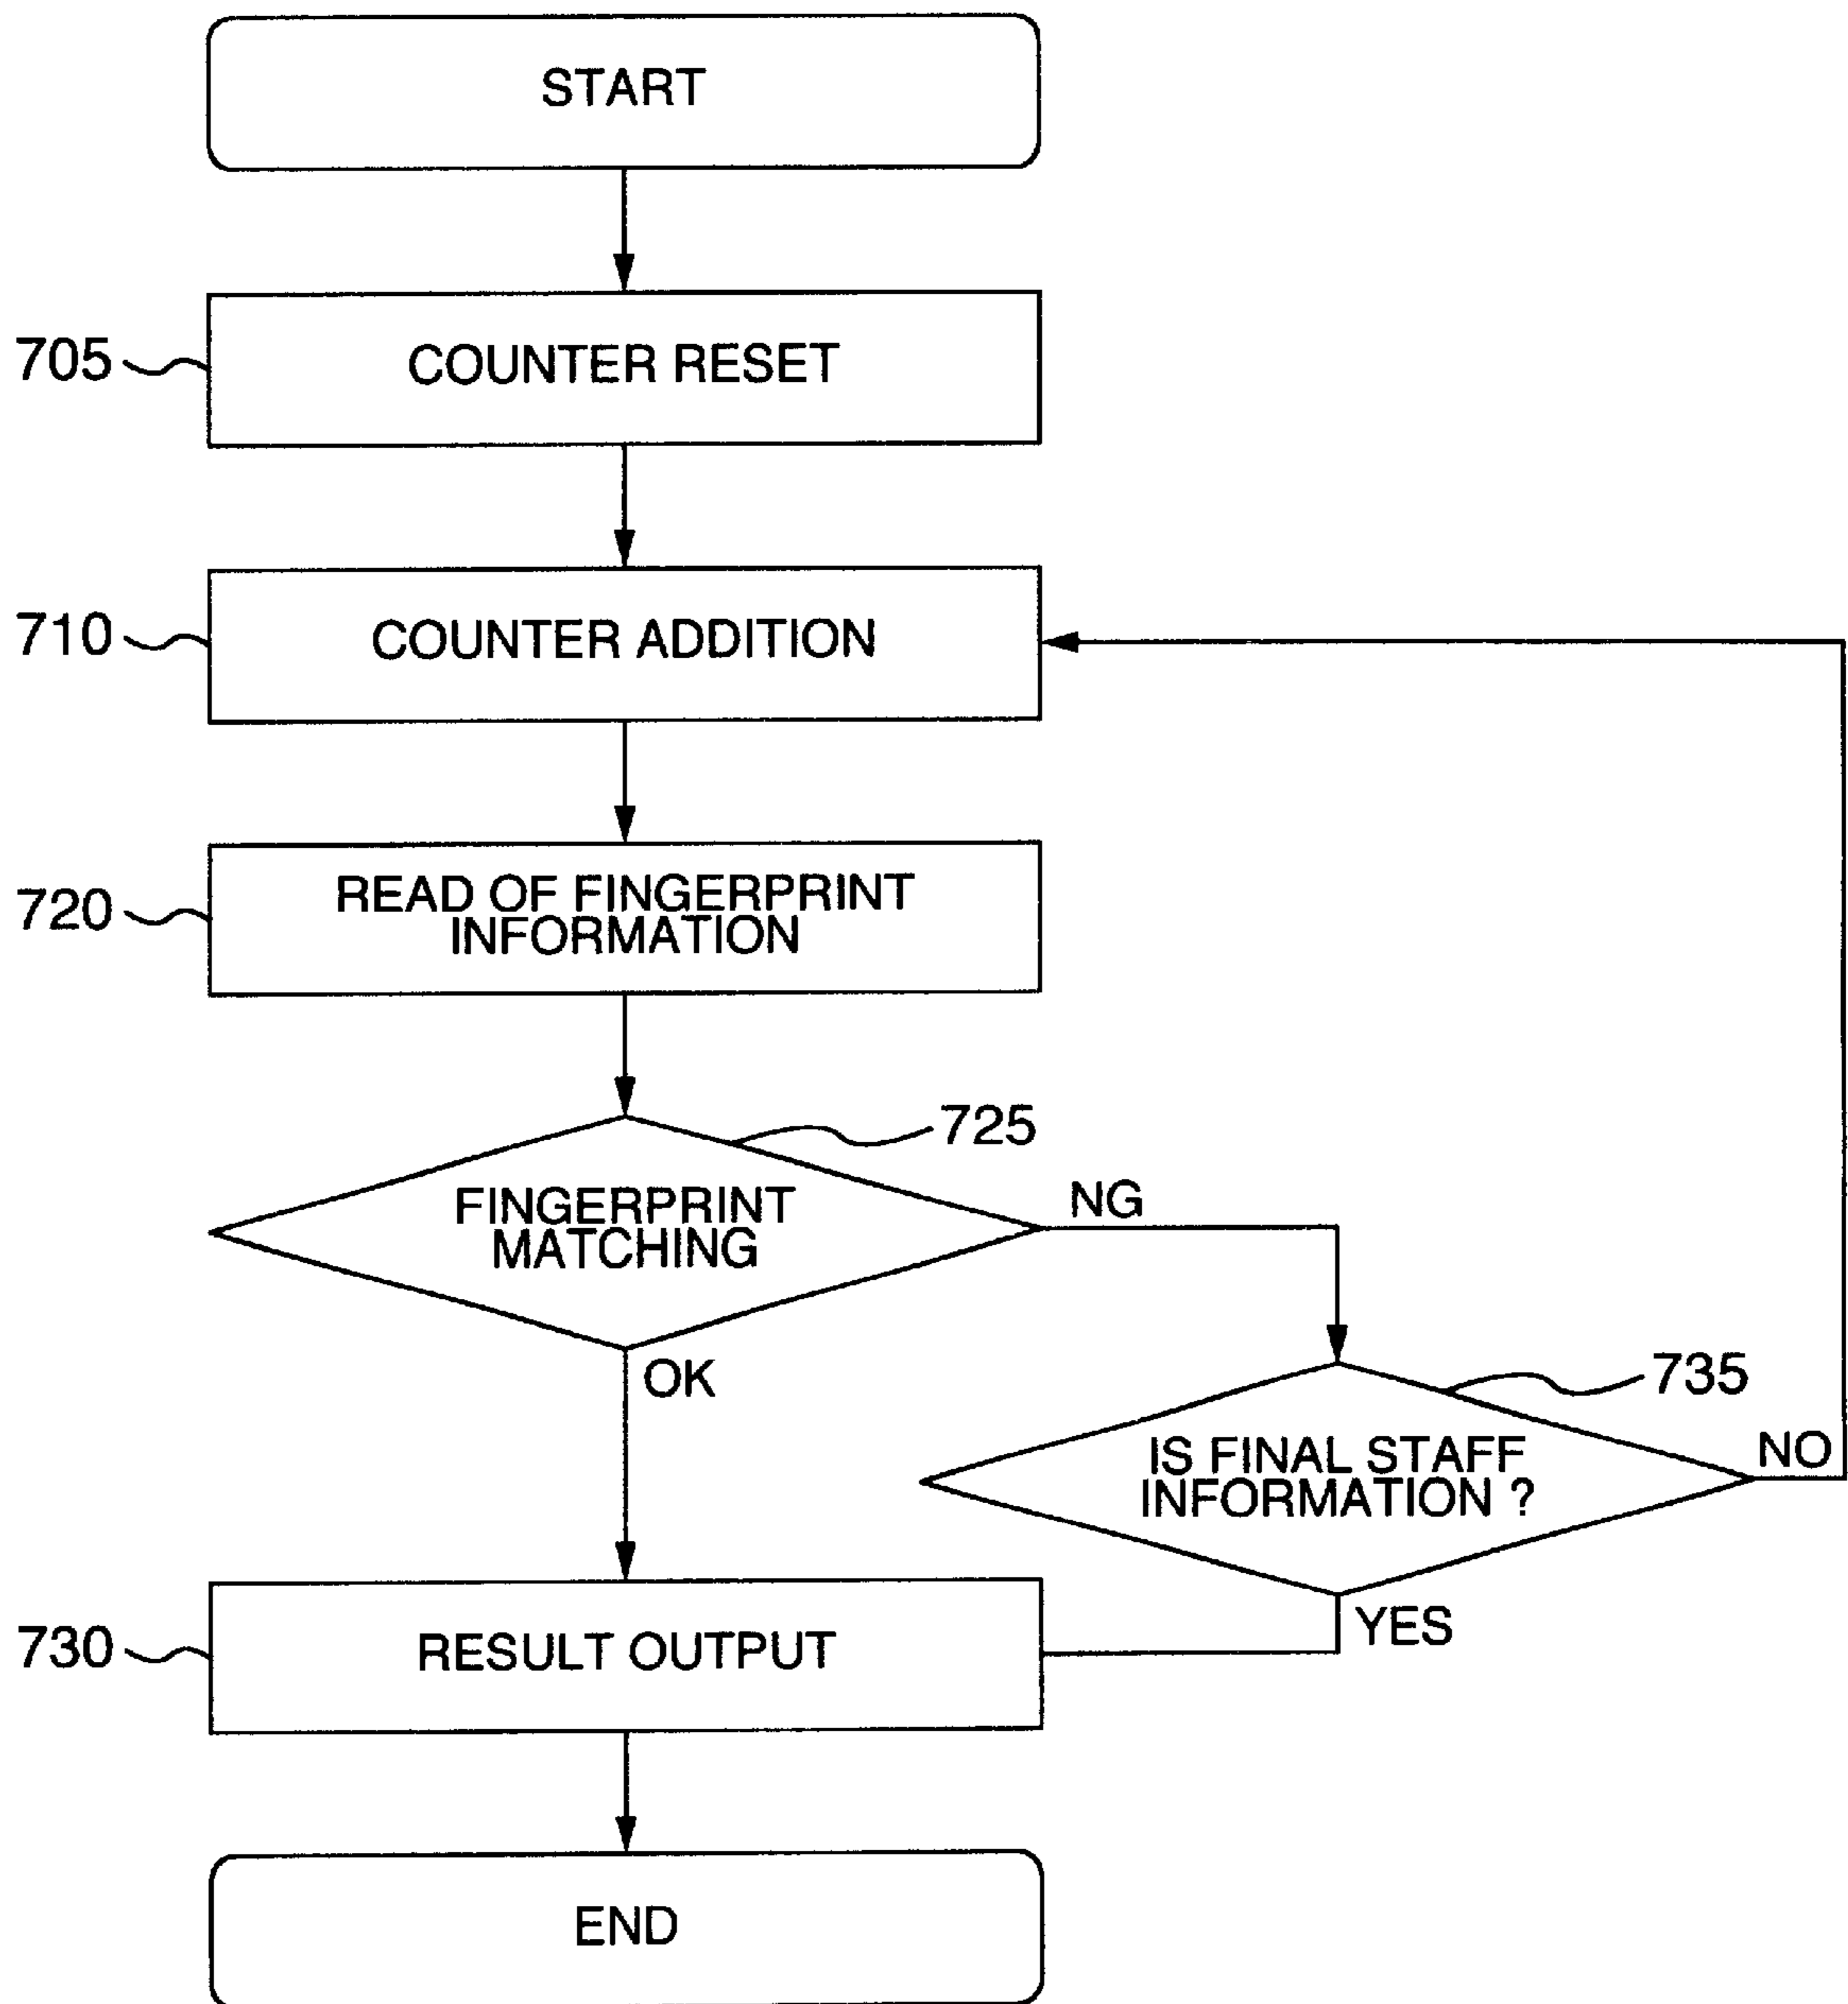 START
705
COUNTER RESET
710
COUNTER ADDITION
720
READ OF FINGERPRINT
INFORMATION
725
FINGERPRINT
MATCHING
NG
OK
735
IS FINAL STAFF
INFORMATION ?
NO
YES
730
RESULT OUTPUT
END